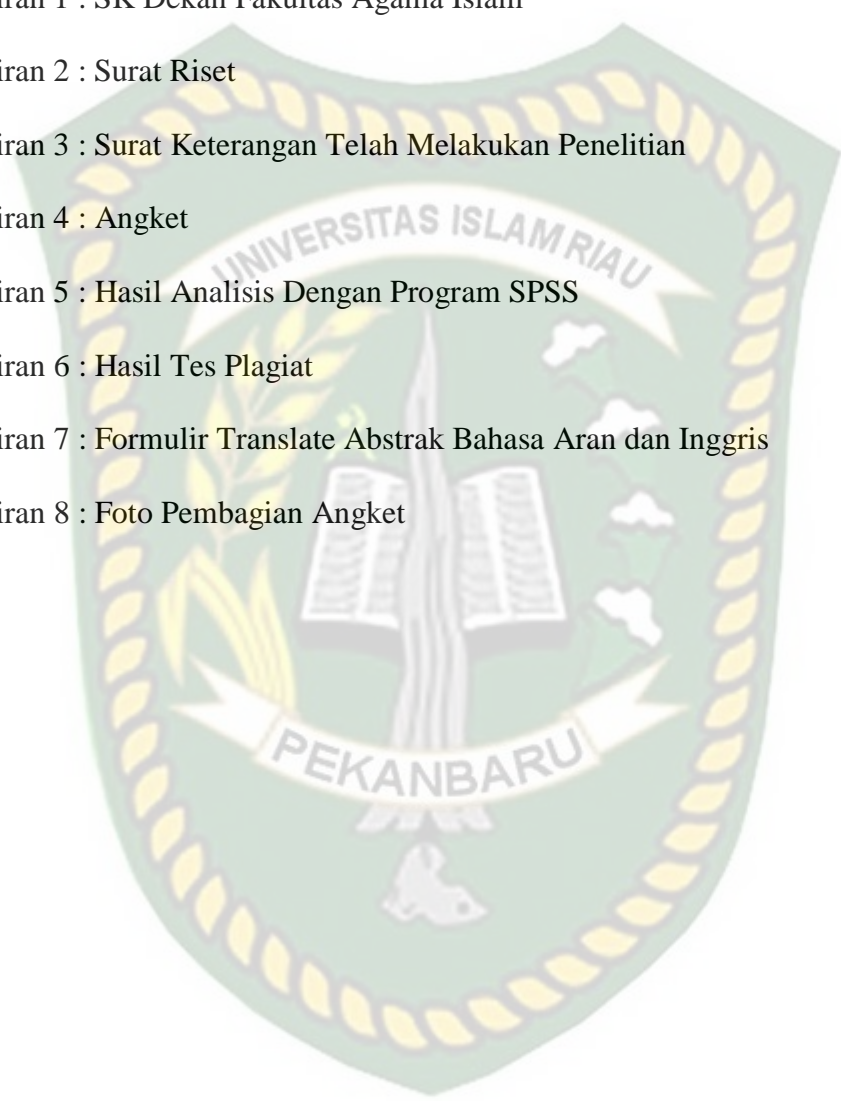 iran 1 : SK Dekan Fakultas Agama Islam
iran 2 : Surat Riset
iran 3 : Surat Keterangan Telah Melakukan Penelitian
iran 4 : Angket
UNIVERSITAS ISLAM RIAU
iran 5 : Hasil Analisis Dengan Program SPSS
iran 6 : Hasil Tes Plagiat
iran 7 : Formulir Translate Abstrak Bahasa Aran dan Inggris
iran 8 : Foto Pembagian Angket
PEKANBARU